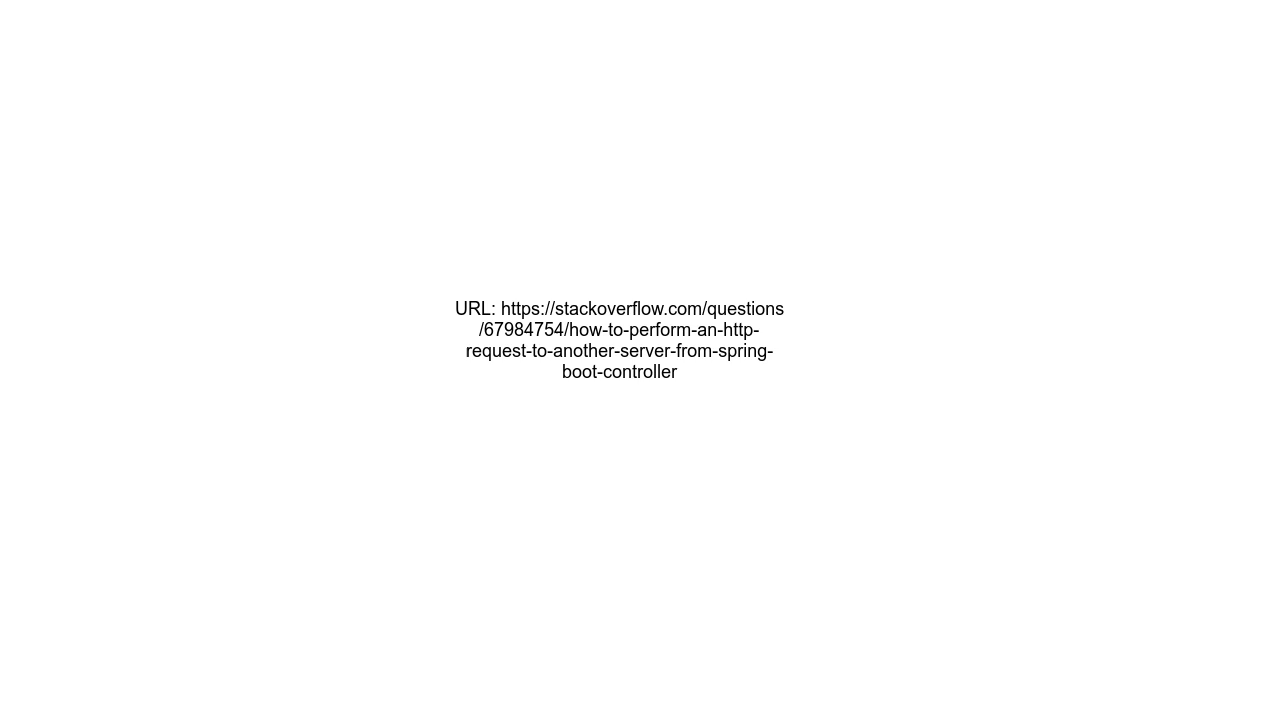 URL: https://stackoverflow.com/questions
/67984754/how-to-perform-an-http-
request-to-another-server-from-spring-
boot-controller